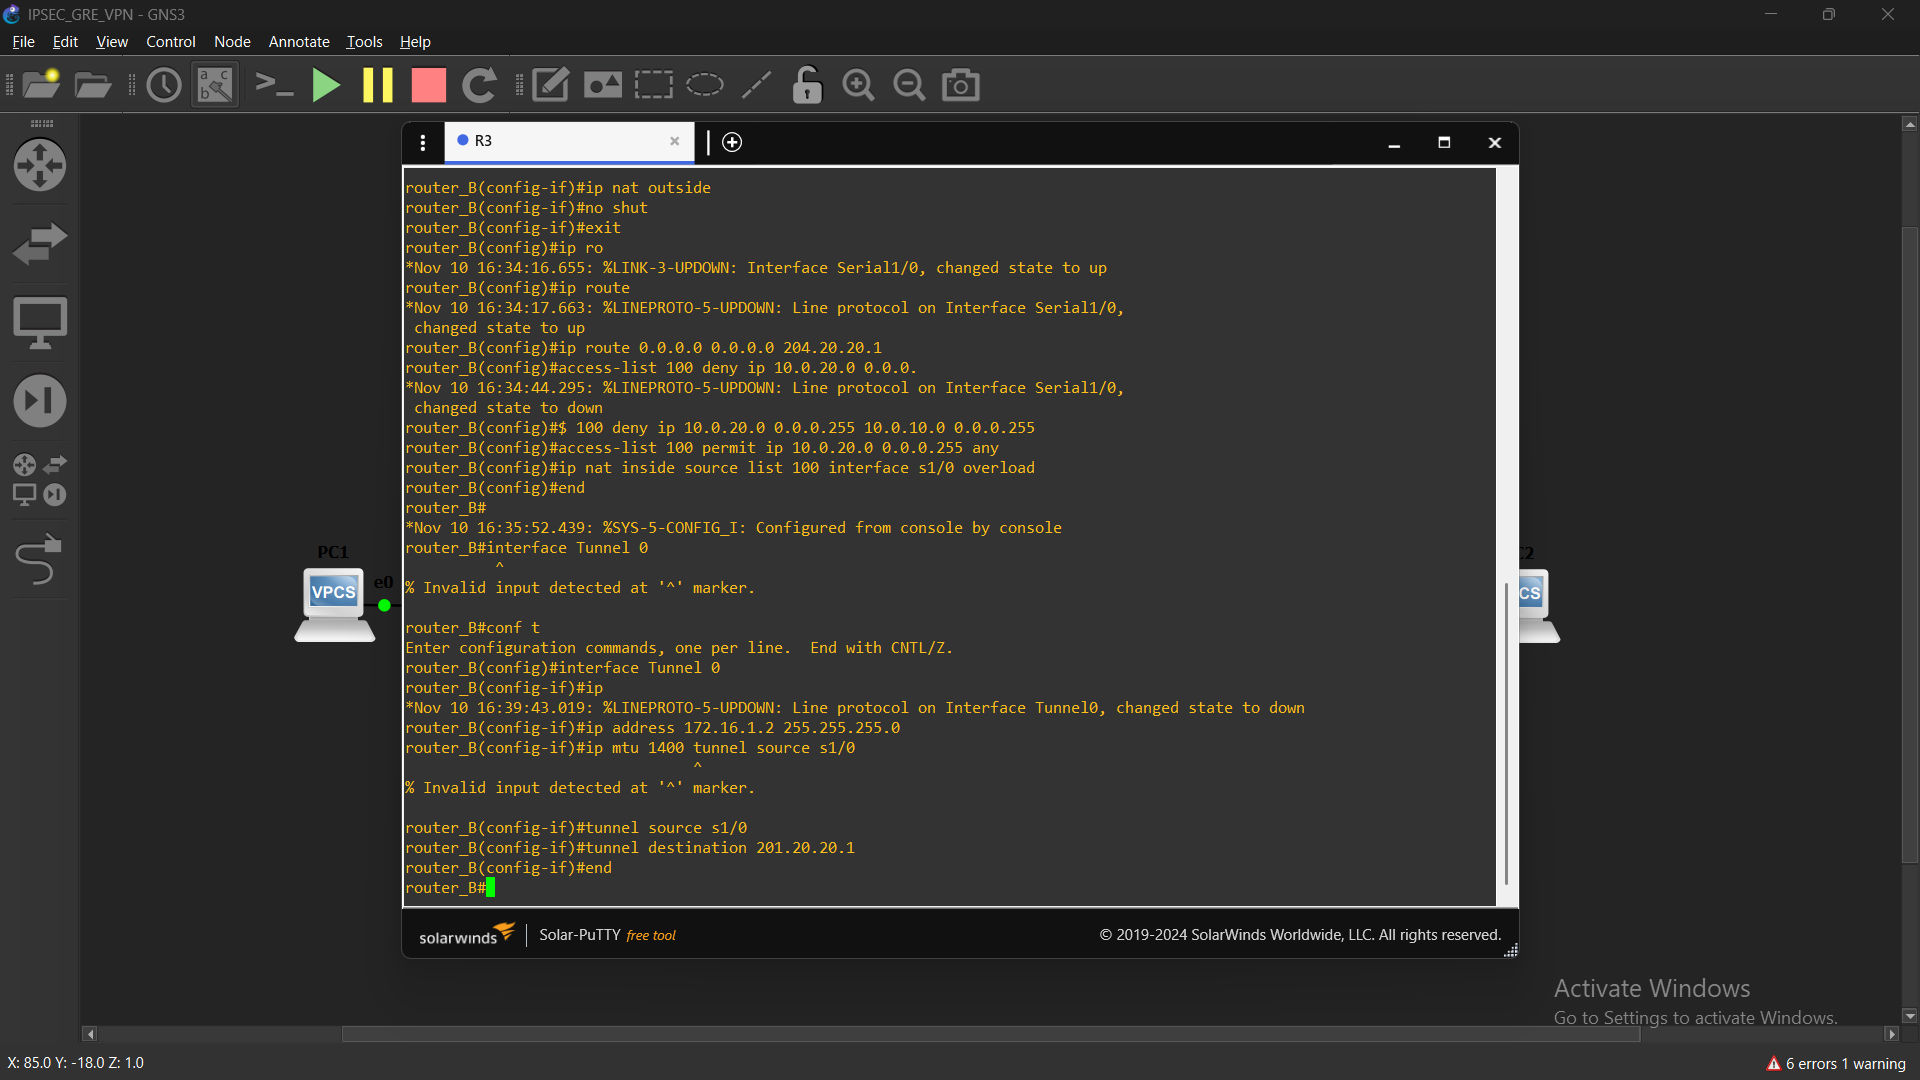 IPSEC_GRE_VPN - GNS3
File Edit View Control Node Annotate Tools Help
R3
router_B(config-if)#ip nat outside
router_B(config-if)#no shut
router_B(config-if)#exit
router_B(config)#ip ro
*Nov 10 16:34:16.655: %LINK-3-UPDOWN: Interface Serial1/0, changed state to up
router_B(config)#ip route
*Nov 10 16:34:17.663: %LINEPROTO-5-UPDOWN: Line protocol on Interface Serial1/0,
changed state to up
router_B(config)#ip route 0.0.0.0 0.0.0.0 204.20.20.1
router_B(config)#access-list 100 deny ip 10.0.20.0 0.0.0.
*Nov 10 16:34:44.295: %LINEPROTO-5-UPDOWN: Line protocol on Interface Serial1/0,
changed state to down
router_B(config)#$ 100 deny ip 10.0.20.0 0.0.0.255 10.0.10.0 0.0.0.255
router_B(config)#access-list 100 permit ip 10.0.20.0 0.0.0.255 any
router_B(config)#ip nat inside source list 100 interface s1/0 overload
router_B(config)#end
router_B#
*Nov 10 16:35:52.439: %SYS-5-CONFIG_I: Configured from console by console
router_B#interface Tunnel 0
^
% Invalid input detected at '^' marker.
router_B#conf t
Enter configuration commands, one per line.  End with CNTL/Z.
router_B(config)#interface Tunnel 0
router_B(config-if)#ip
*Nov 10 16:39:43.019: %LINEPROTO-5-UPDOWN: Line protocol on Interface Tunnel0, changed state to down
router_B(config-if)#ip address 172.16.1.2 255.255.255.0
router_B(config-if)#ip mtu 1400 tunnel source s1/0
^
% Invalid input detected at '^' marker.
router_B(config-if)#tunnel source s1/0
router_B(config-if)#tunnel destination 201.20.20.1
router_B(config-if)#end
router_B#
PC1
VPCS
e0
C2
CS
solarwinds
Solar-PuTTY free tool
© 2019-2024 SolarWinds Worldwide, LLC. All rights reserved.
Activate Windows
Go to Settings to activate Windows.
X: 85.0 Y: -18.0 Z: 1.0
6 errors 1 warning